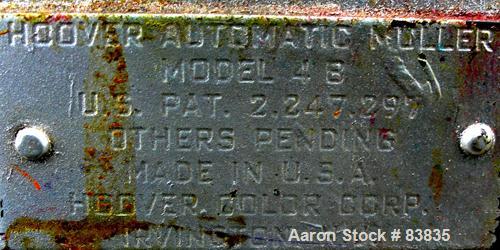 HOOVER AUTOMATIC MULLER
MODEL 4 B
U.S. PAT. 2.247.297
OTHERS PENDING
MADE IN U.S.A.
HOOVER COLOR CORP.
IRVINGTON
Aaron Stock # 83835